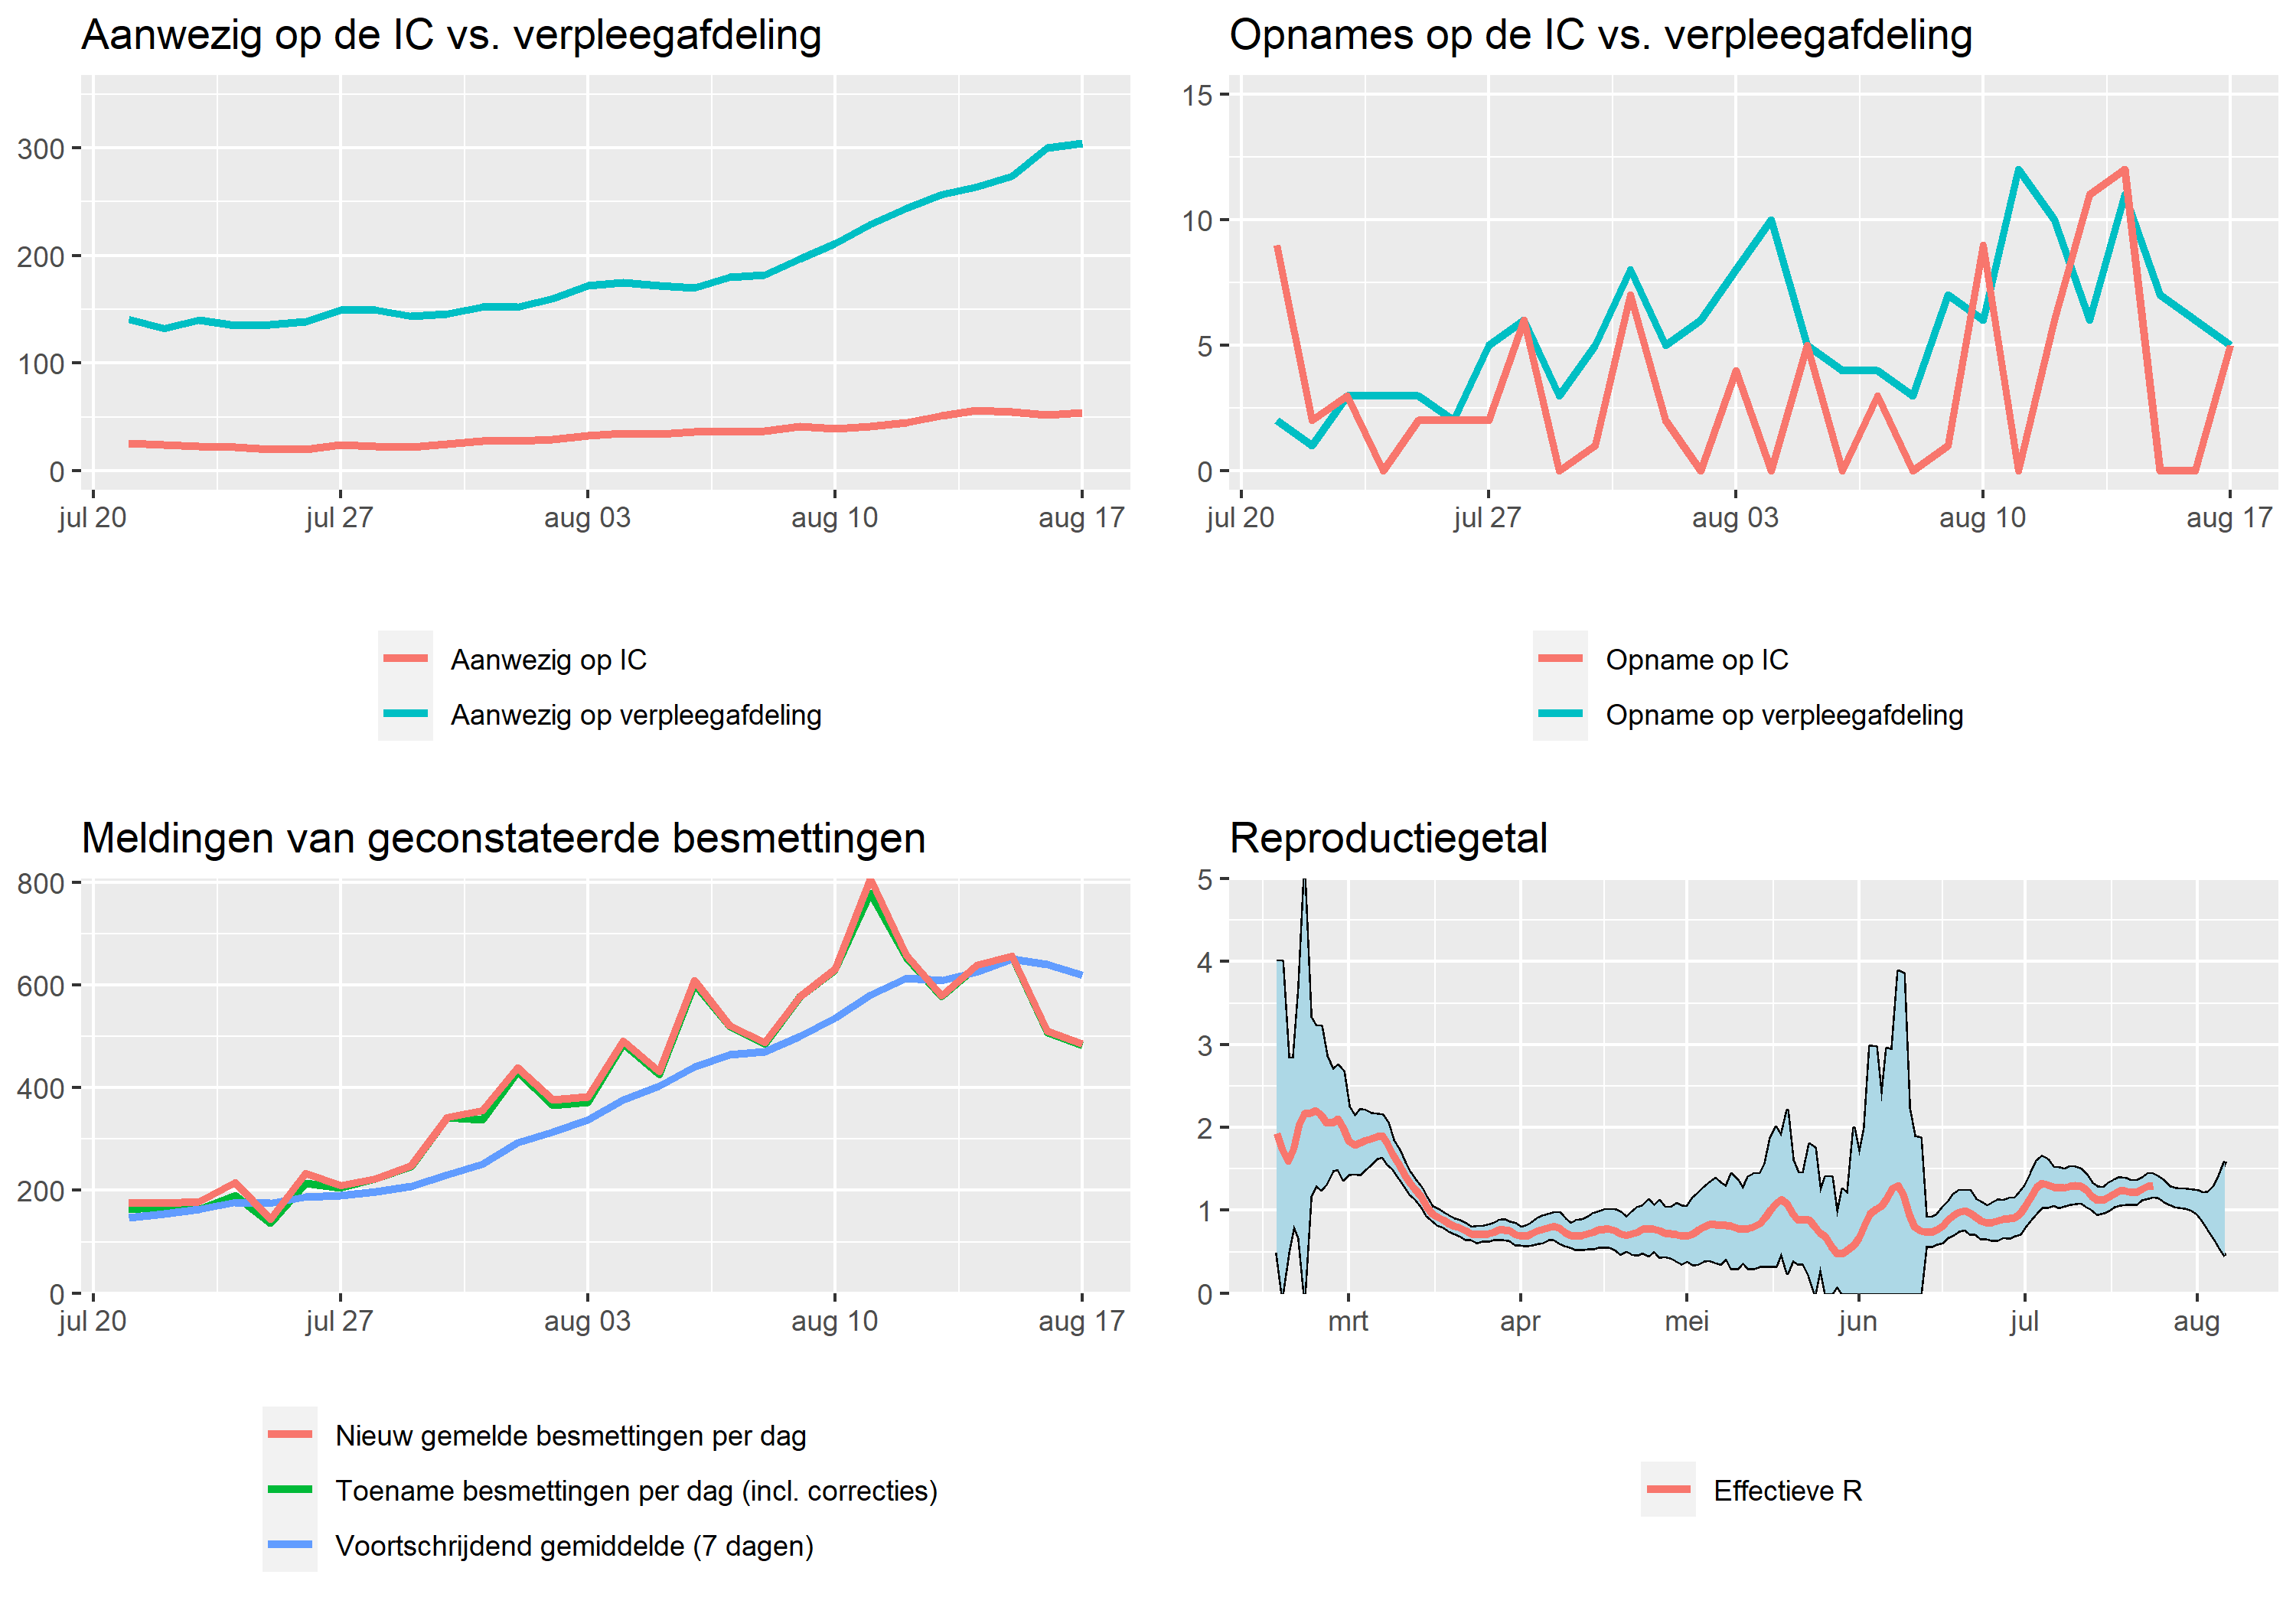 Aanwezig op de IC vs. verpleegafdeling
300
200
100
0
jul 20 jul 27 aug 03 aug 10 aug 17
Aanwezig op IC
Aanwezig op verpleegafdeling
Opnames op de IC vs. verpleegafdeling
15
10
5
0
jul 20 jul 27 aug 03 aug 10 aug 17
Opname op IC
Opname op verpleegafdeling
Meldingen van geconstateerde besmettingen
800
600
400
200
0
jul 20 jul 27 aug 03 aug 10 aug 17
Nieuw gemelde besmettingen per dag
Toename besmettingen per dag (incl. correcties)
Voortschrijdend gemiddelde (7 dagen)
Reproductiegetal
5
4
3
2
1
0
mrt apr mei jun jul aug
Effectieve R